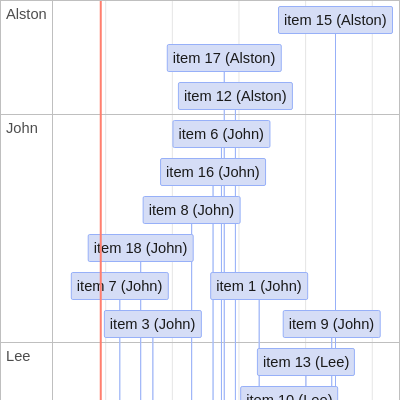 Alston
item 15 (Alston)
item 17 (Alston)
item 12 (Alston)
John
item 6 (John)
item 16 (John)
item 8 (John)
item 18 (John)
item 7 (John)
item 1 (John)
item 3 (John)
item 9 (John)
Lee
item 13 (Lee)
item 10 (Lee)